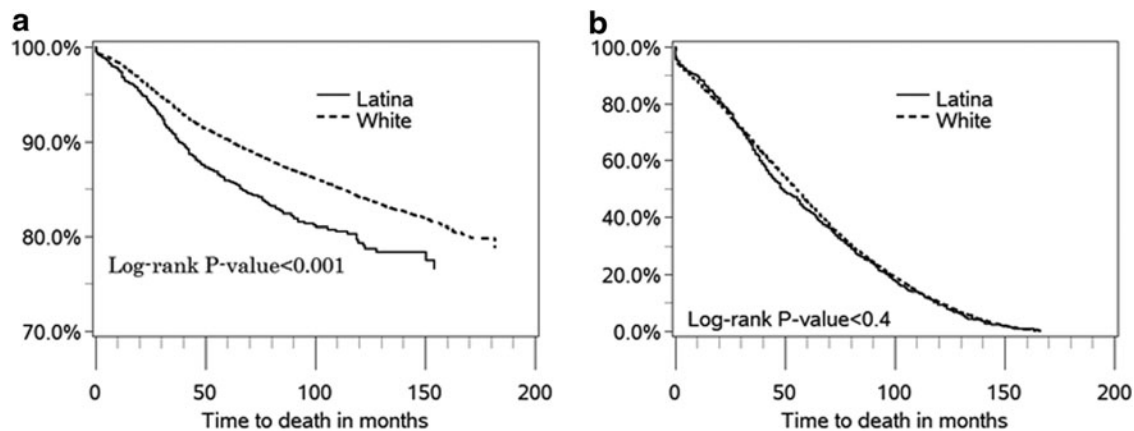 a
100.0%
90.0%
80.0%
70.0%
Latina
White
Log-rank P-value<0.001
0 50 100 150 200
Time to death in months
b
100.0%
80.0%
60.0%
40.0%
20.0%
0.0%
Latina
White
Log-rank P-value<0.4
0 50 100 150 200
Time to death in months